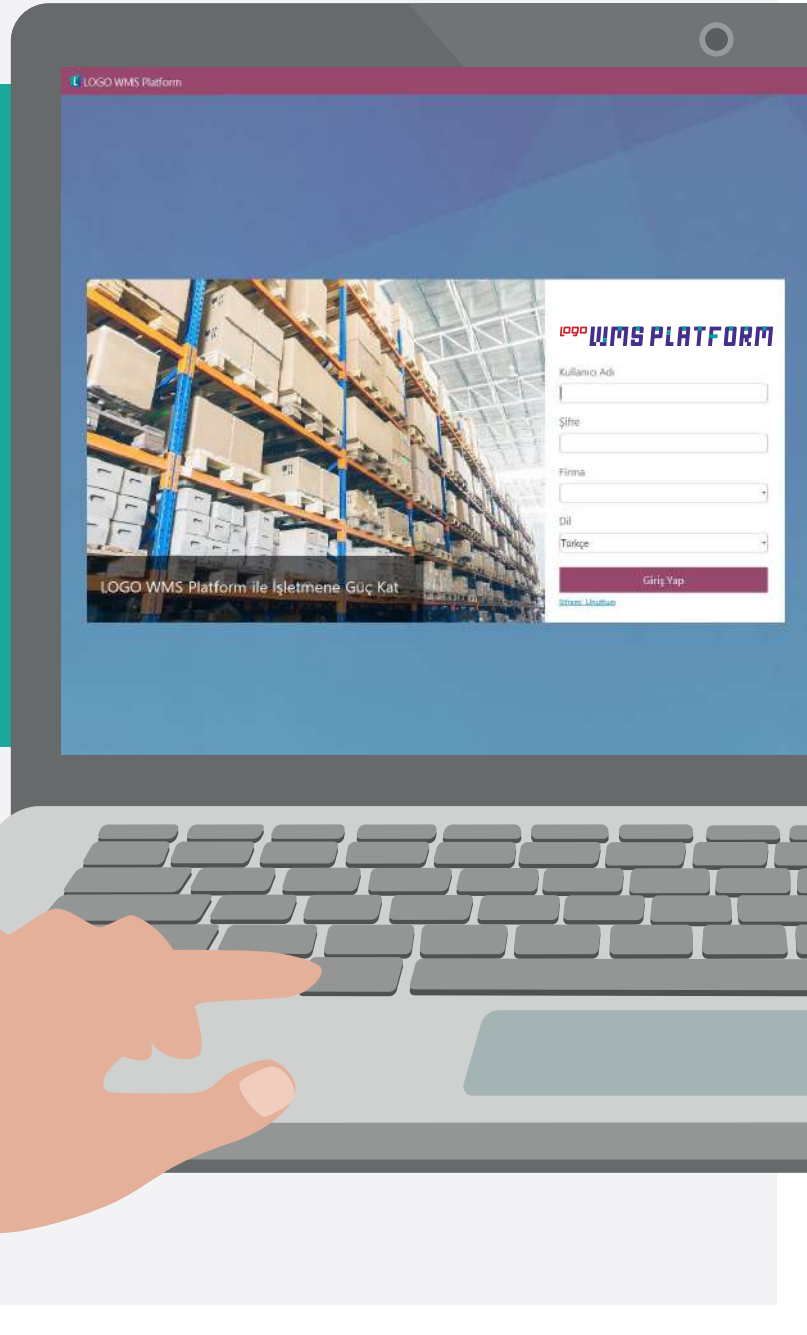 LOGO WMS Platform
logo WMS PLATFORM
Kullanıcı Adı
Şifre
Firma
Dil
Türkçe
Giriş Yap
Şifremi Unuttum
LOGO WMS Platform ile İşletmene Güç Kat